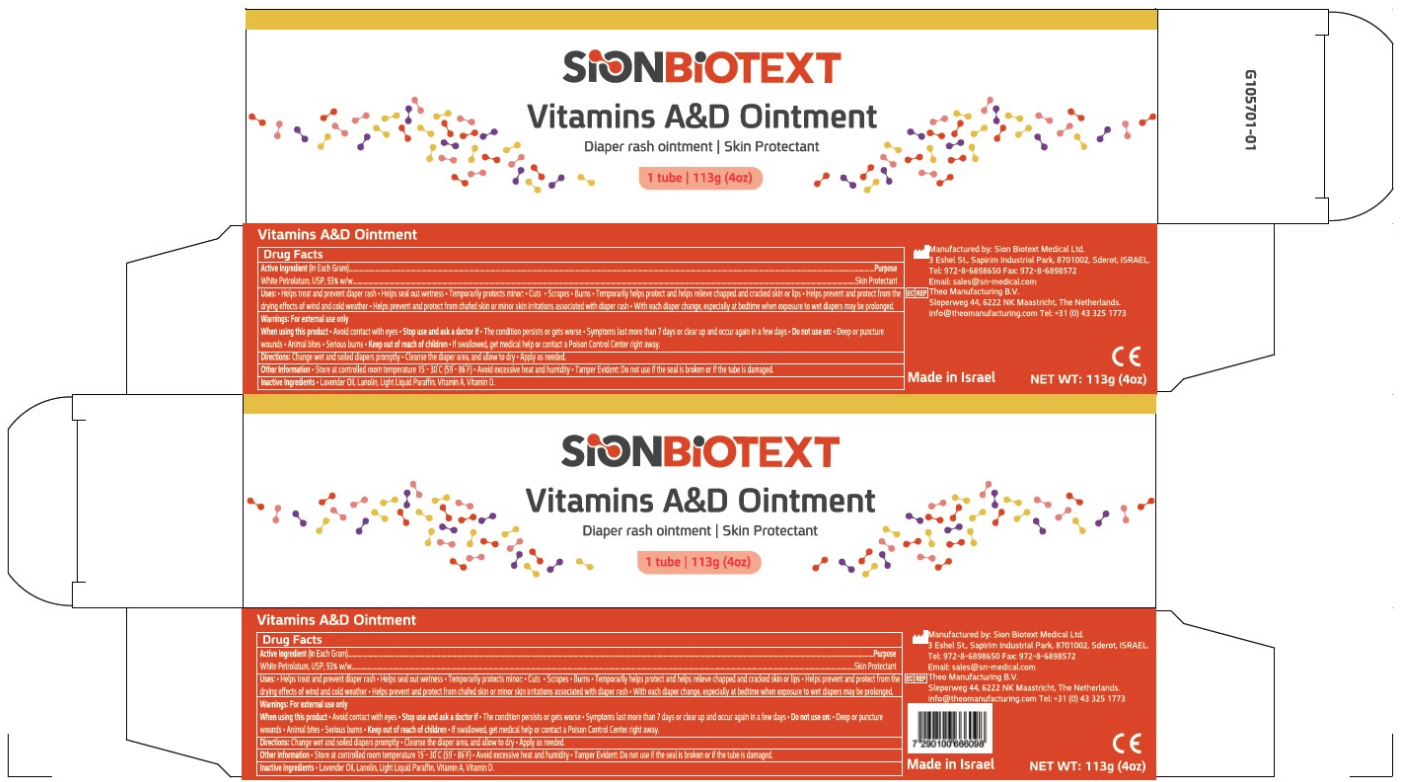 SiONBiOTEXT
Vitamins A&D Ointment
Diaper rash ointment | Skin Protectant
1 tube | 113g (4oz)
G105701-01
Vitamins A&D Ointment
Drug Facts
Active Ingredient (In Each Gram)...Purpose
White Petrolatum, USP, 93% w/w...Skin Protectant
Uses: • Helps treat and prevent diaper rash • Helps seal out wetness • Temporarily protects minor: • Cuts • Scrapes • Burns • Temporarily helps protect and helps relieve chapped and cracked skin or lips • Helps prevent and protect from the
drying effects of wind and cold weather • Helps prevent and protect from chafed skin or minor skin irritations associated with diaper rash • With each diaper change, especially at bedtime when exposure to wet diapers may be prolonged.
Warnings: For external use only
When using this product • Avoid contact with eyes • Stop use and ask a doctor if • The condition persists or gets worse • Symptoms last more than 7 days or clear up and occur again in a few days • Do not use on: • Deep or puncture
wounds • Animal bites • Serious burns • Keep out of reach of children • If swallowed, get medical help or contact a Poison Control Center right away.
Directions: Change wet and soiled diapers promptly • Cleanse the diaper area, and allow to dry • Apply as needed.
Other Information • Store at controlled room temperature 15°- 30°C (59°- 86°F) • Avoid excessive heat and humidity • Tamper Evident: Do not use if the seal is broken or if the tube is damaged.
Inactive Ingredients • Lavender Oil, Lanolin, Light Liquid Paraffin, Vitamin A, Vitamin D.
Manufactured by: Sion Biotext Medical Ltd.
3 Eshel St., Sapirim Industrial Park, 8701002, Sderot, ISRAEL.
Tel: 972-8-6898650 Fax: 972-8-6898572
Email: sales@sn-medical.com
EC REP Theo Manufacturing B.V.
Sleperweg 44, 6222 NK Maastricht, The Netherlands.
info@theomanufacturing.com Tel: +31 (0) 43 325 1773
CE
Made in Israel
NET WT: 113g (4oz)
SiONBiOTEXT
Vitamins A&D Ointment
Diaper rash ointment | Skin Protectant
1 tube | 113g (4oz)
Vitamins A&D Ointment
Drug Facts
Active Ingredient (In Each Gram)...Purpose
White Petrolatum, USP, 93% w/w...Skin Protectant
Uses: • Helps treat and prevent diaper rash • Helps seal out wetness • Temporarily protects minor: • Cuts • Scrapes • Burns • Temporarily helps protect and helps relieve chapped and cracked skin or lips • Helps prevent and protect from the
drying effects of wind and cold weather • Helps prevent and protect from chafed skin or minor skin irritations associated with diaper rash • With each diaper change, especially at bedtime when exposure to wet diapers may be prolonged.
Warnings: For external use only
When using this product • Avoid contact with eyes • Stop use and ask a doctor if • The condition persists or gets worse • Symptoms last more than 7 days or clear up and occur again in a few days • Do not use on: • Deep or puncture
wounds • Animal bites • Serious burns • Keep out of reach of children • If swallowed, get medical help or contact a Poison Control Center right away.
Directions: Change wet and soiled diapers promptly • Cleanse the diaper area, and allow to dry • Apply as needed.
Other Information • Store at controlled room temperature 15°- 30°C (59°- 86°F) • Avoid excessive heat and humidity • Tamper Evident: Do not use if the seal is broken or if the tube is damaged.
Inactive Ingredients • Lavender Oil, Lanolin, Light Liquid Paraffin, Vitamin A, Vitamin D.
Manufactured by: Sion Biotext Medical Ltd.
3 Eshel St., Sapirim Industrial Park, 8701002, Sderot, ISRAEL.
Tel: 972-8-6898650 Fax: 972-8-6898572
Email: sales@sn-medical.com
EC REP Theo Manufacturing B.V.
Sleperweg 44, 6222 NK Maastricht, The Netherlands.
info@theomanufacturing.com Tel: +31 (0) 43 325 1773
7 290100 666098
CE
Made in Israel
NET WT: 113g (4oz)